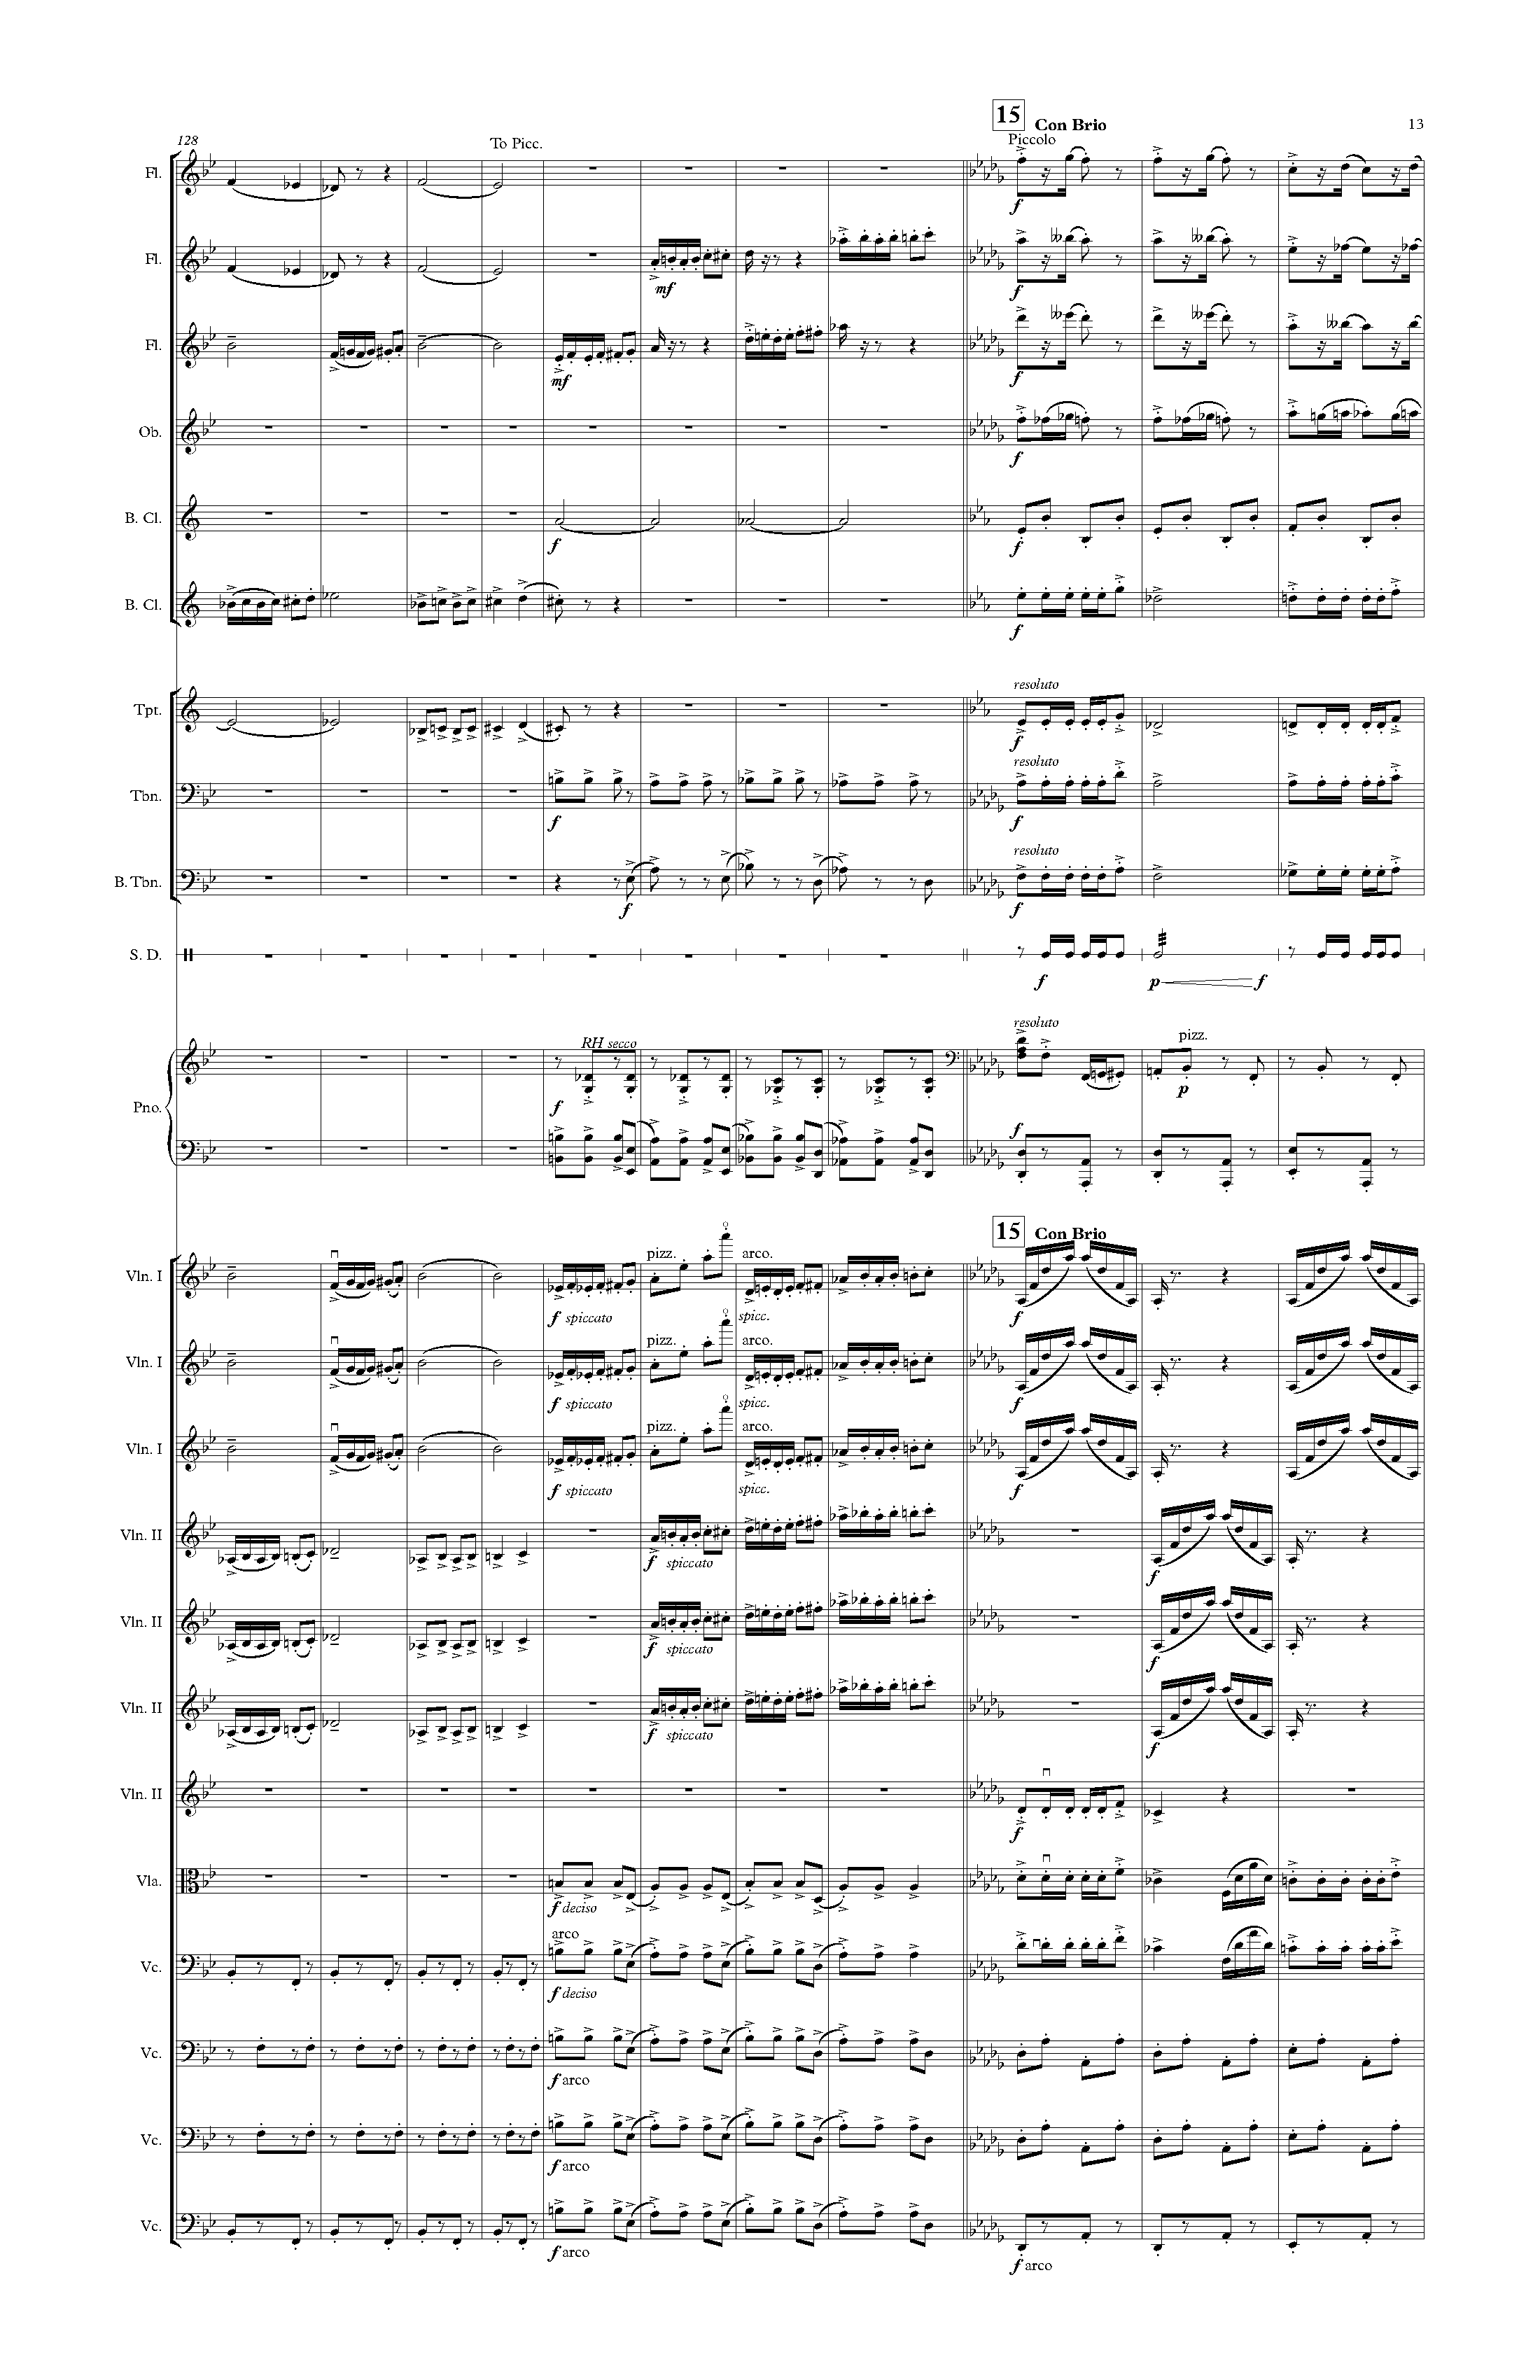 15 Con Brio
13
128
To Picc.
Piccolo
Fl.
f
Fl.
mf
f
Fl.
mf
f
Ob.
f
B. Cl.
f
f
B. Cl.
f
resoluto
Tpt.
f
resoluto
Tbn.
f
f
resoluto
B. Tbn.
f
f
S. D.
f
p
f
resoluto
RH secco
pizz.
f
p
Pno.
f
15 Con Brio
pizz.
arco.
Vln. I
f spiccato
spicc.
f
pizz.
arco.
Vln. I
f spiccato
spicc.
f
pizz.
arco.
Vln. I
f spiccato
spicc.
f
Vln. II
f spiccato
f
Vln. II
f spiccato
f
Vln. II
f spiccato
f
Vln. II
f
Vla.
f deciso
arco
Vc.
f deciso
Vc.
f arco
Vc.
f arco
Vc.
f arco
f arco